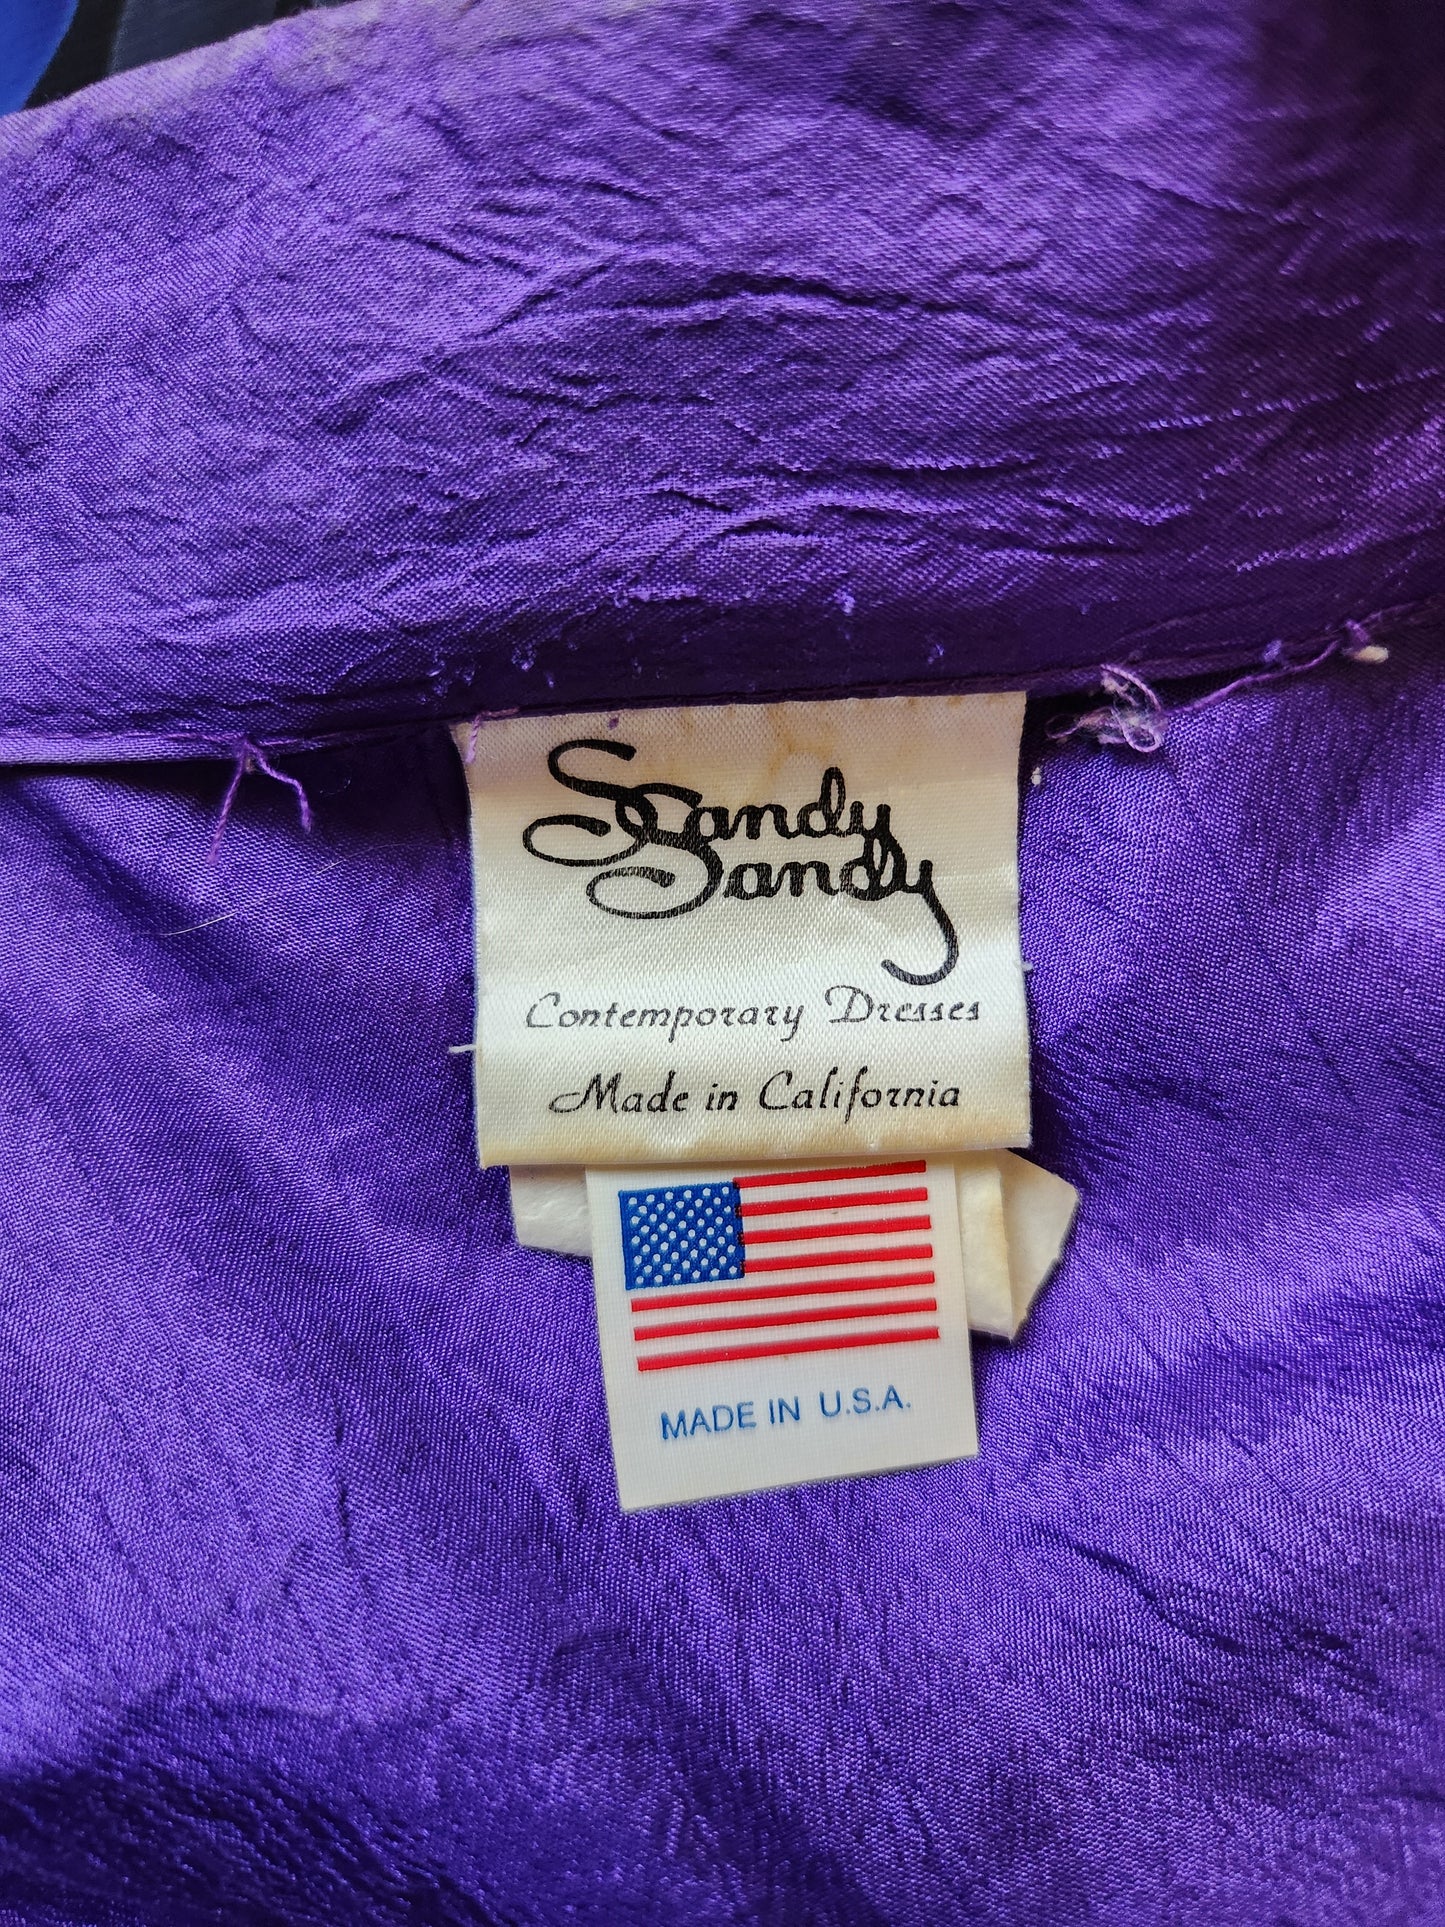 Sandy
Sandy
Contemporary Dresses
Made in California
MADE IN U.S.A.